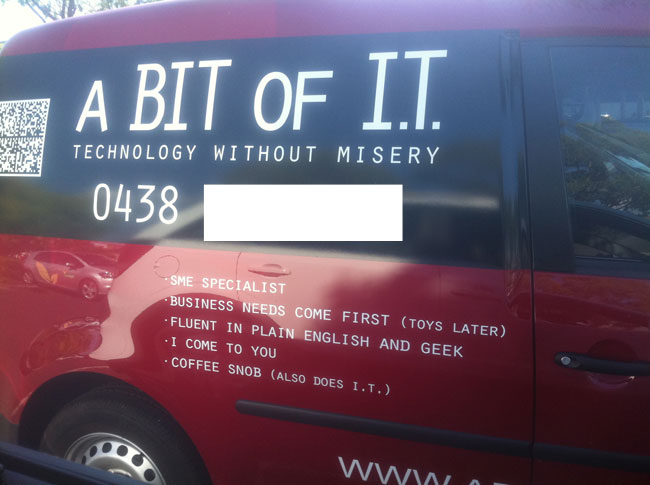 A BIT OF I.T.
TECHNOLOGY WITHOUT MISERY
0438
·SME SPECIALIST
·BUSINESS NEEDS COME FIRST (TOYS LATER)
·FLUENT IN PLAIN ENGLISH AND GEEK
·I COME TO YOU
·COFFEE SNOB (ALSO DOES I.T.)